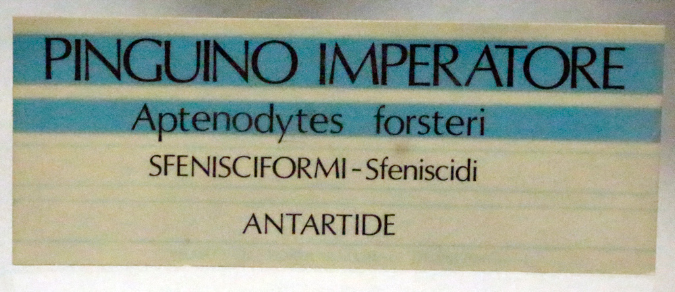 PINGUINO IMPERATORE
Aptenodytes forsteri
SFENISCIFORMI-Sfeniscidi
ANTARTIDE